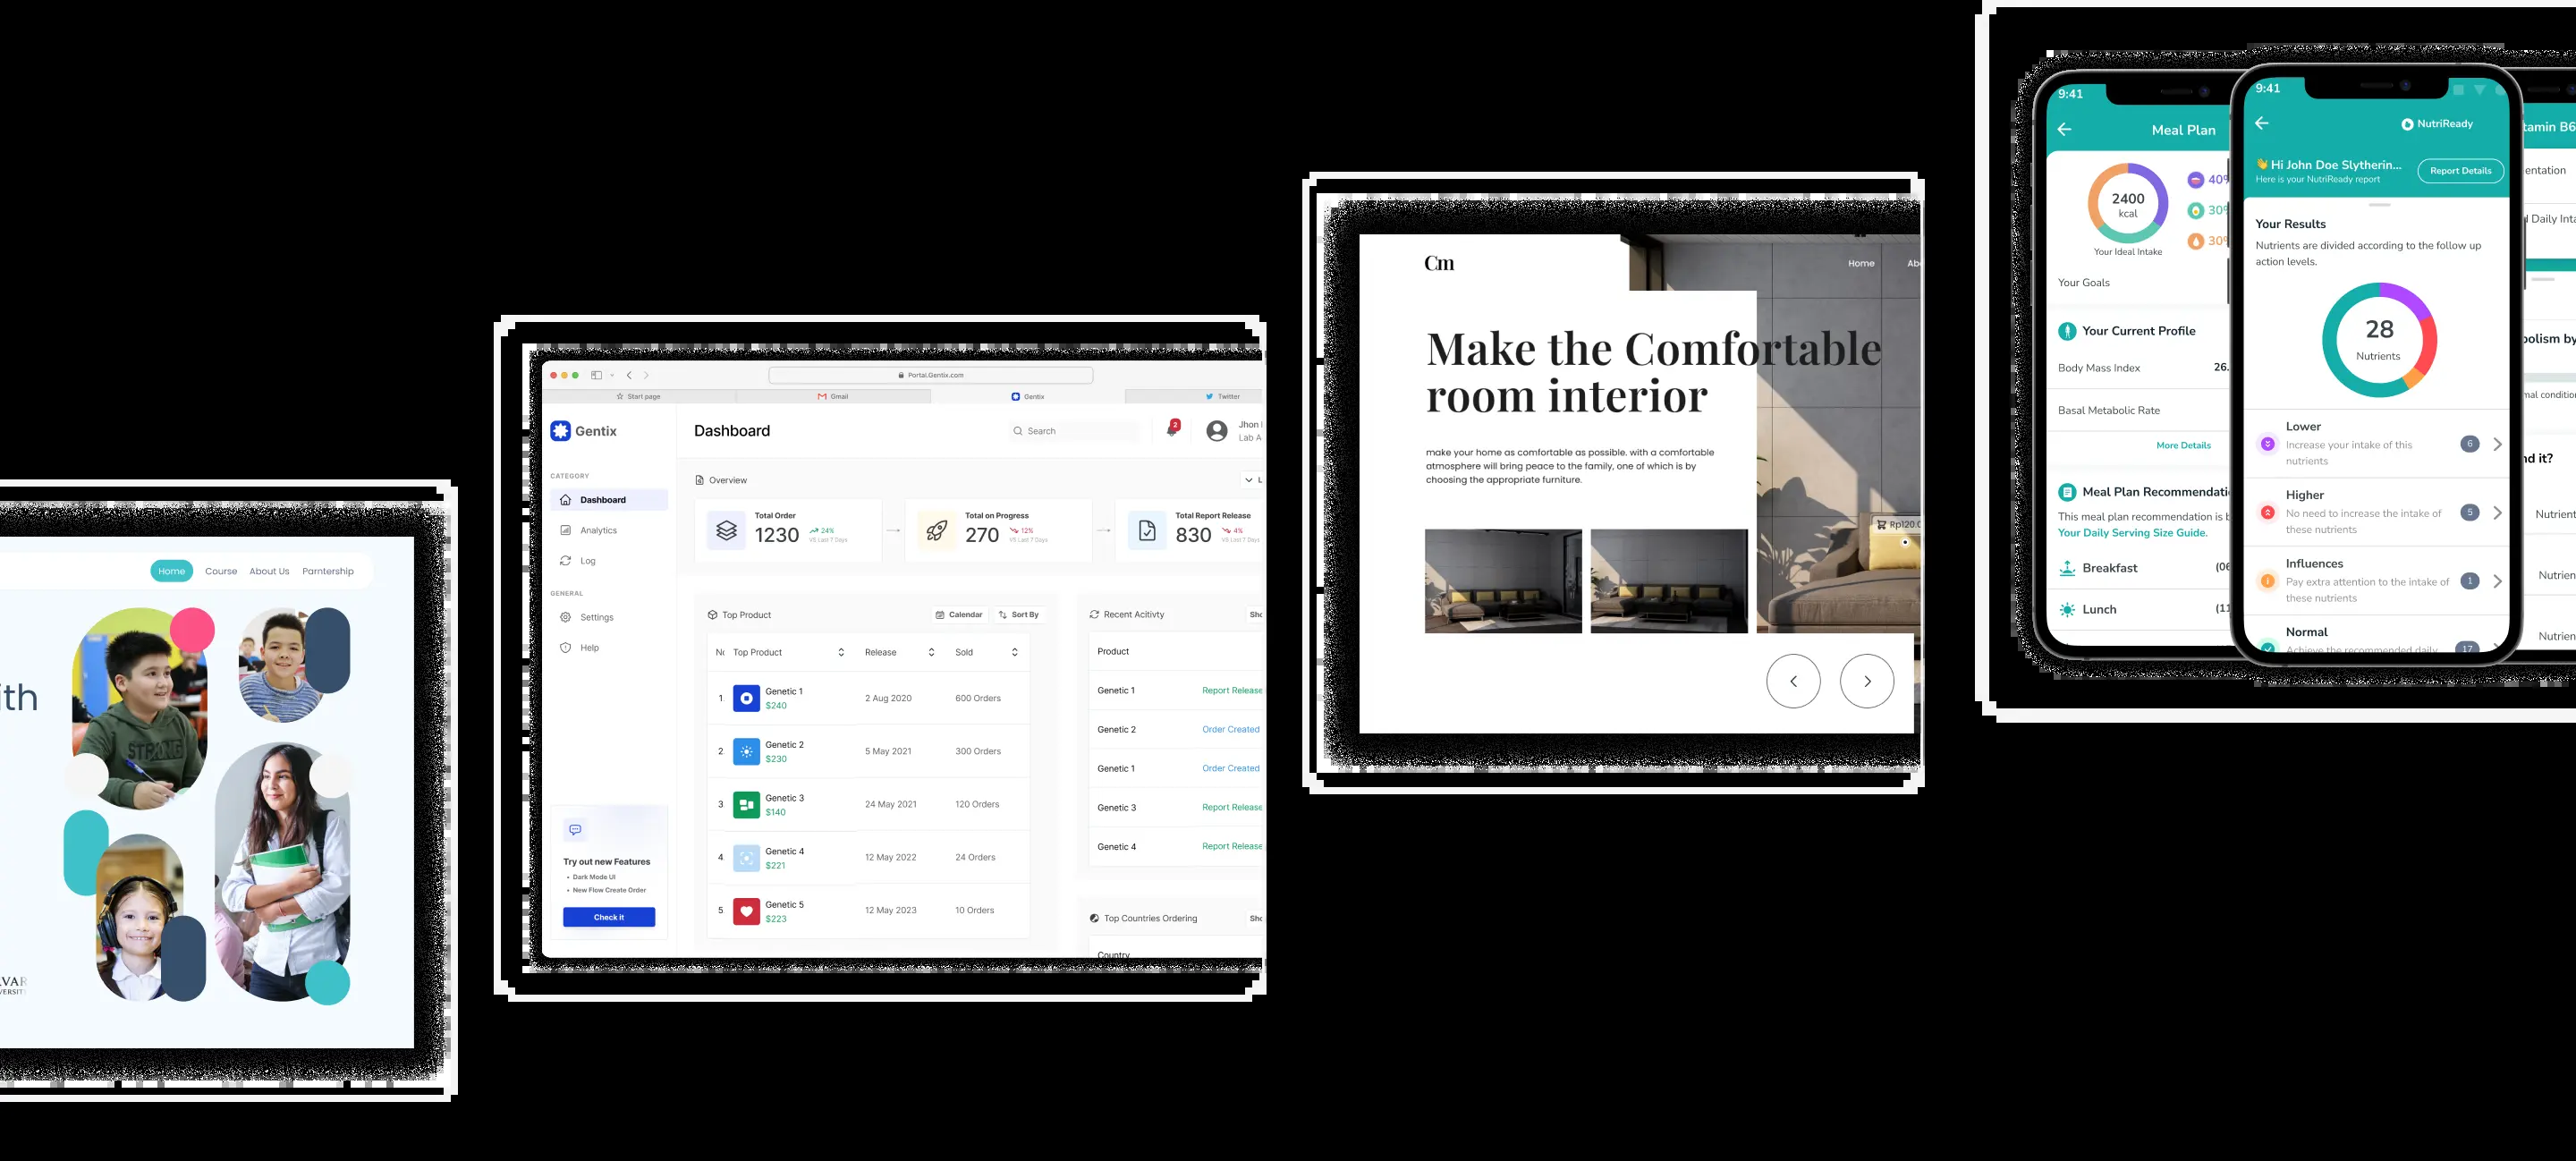 Home Course About Us Parntership
ith
STRONG
Gentix
CATEGORY
Dashboard
Analytics
Log
GENERAL
Settings
Help
Try out new Features
• Dark Mode UI
• New Flow Create Order
Check it
Portal.Gentix.com
Start page Gmail Gentix Twitter
Dashboard
Search
2
Jhon
Lab A
Overview
Total Order
1230 24%
VS Last 7 Days
Total on Progress
270 12%
VS Last 7 Days
Total Report Release
830 4%
VS Last 7 Days
Top Product Calendar Sort By
Top Product Release Sold
1. Genetic 1 2 Aug 2020 600 Orders
$240
2 Genetic 2 5 May 2021 300 Orders
$230
3 Genetic 3 24 May 2021 120 Orders
$140
4 Genetic 4 12 May 2022 24 Orders
$221
5 Genetic 5 12 May 2023 10 Orders
$223
Recent Acitivty
Product
Genetic 1 Report Release
Genetic 2 Order Created
Genetic 1 Order Created
Genetic 3 Report Release
Genetic 4 Report Release
Top Countries Ordering
Country
Cm
Home Ab
Make the Comfortable
room interior
make your home as comfortable as possible. with a comfortable
atmosphere will bring peace to the family, one of which is by
choosing the appropriate furniture.
Rp120.0
9:41
Meal Plan
2400
kcal
Your Ideal Intake
40%
30%
30%
Your Goals
Your Current Profile
Body Mass Index 26.
Basal Metabolic Rate
More Details
Meal Plan Recommendati
This meal plan recommendation is b
Your Daily Serving Size Guide.
Breakfast (06
Lunch (11
9:41
NutriReady
👋 Hi John Doe Slytherin...
Here is your NutriReady report
Report Details
Your Results
Nutrients are divided according to the follow up
action levels.
28
Nutrients
Lower
Increase your intake of this
nutrients
6
Higher
No need to increase the intake of
these nutrients
5
Influences
Pay extra attention to the intake of
these nutrients
1
Normal
Achieve the recommended daily
17
tamin B6
entation
l Daily Inta
bolism by
mal condition
nd it?
Nutrient
Nutrien
Nutrien